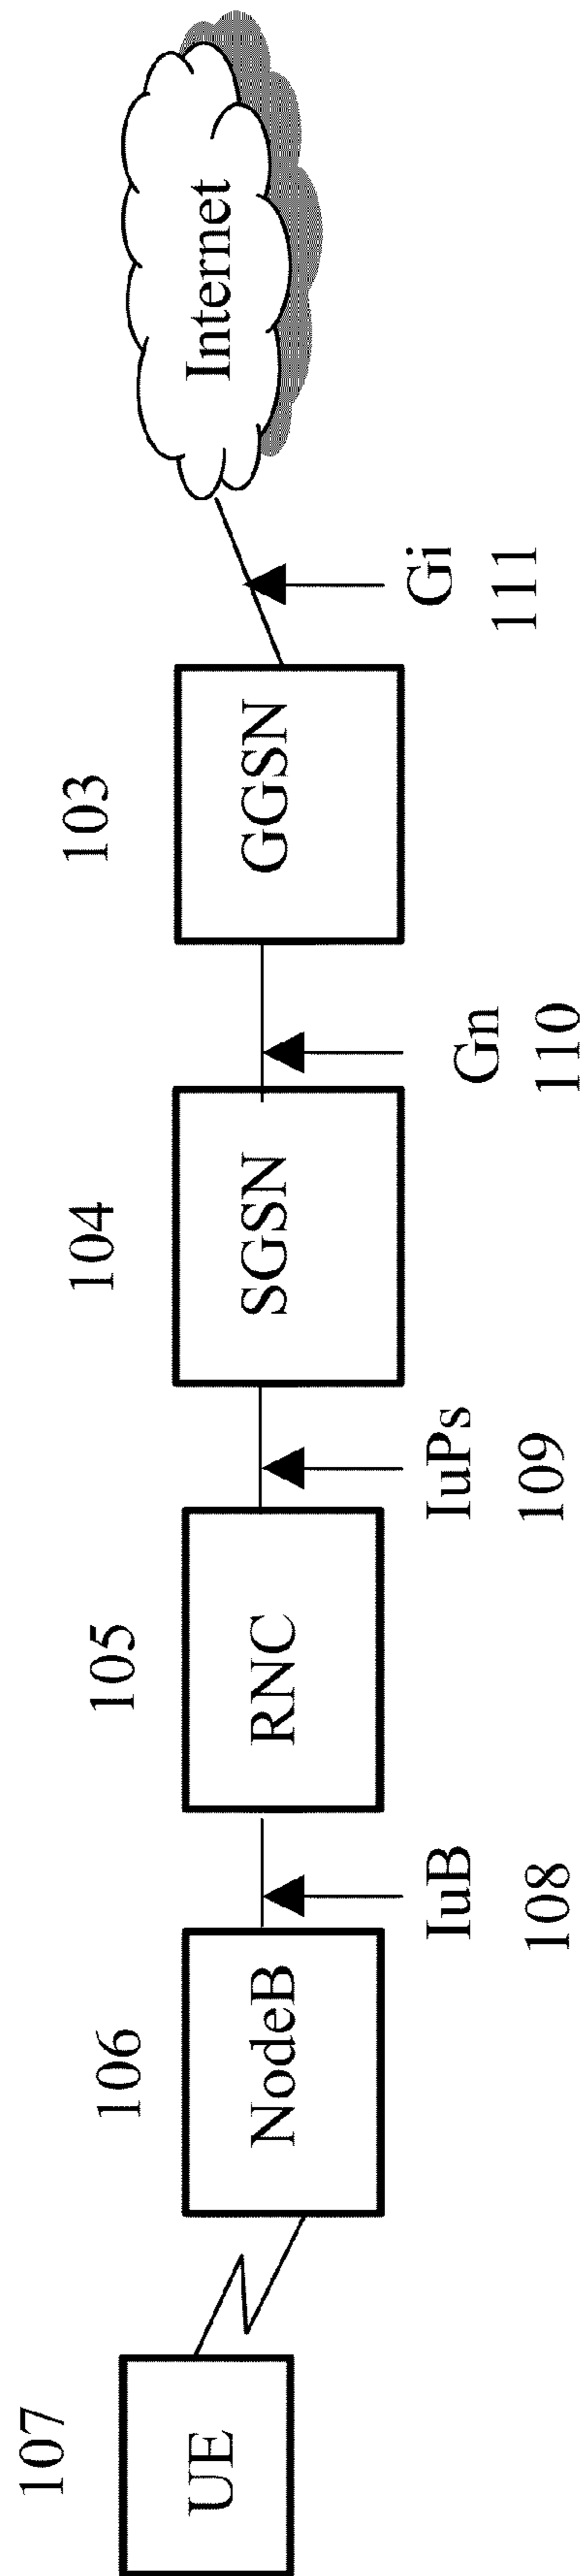 107
106
105
104
103
UE
NodeB
RNC
SGSN
GGSN
Internet
IuB
IuPs
Gn
Gi
108
109
110
111